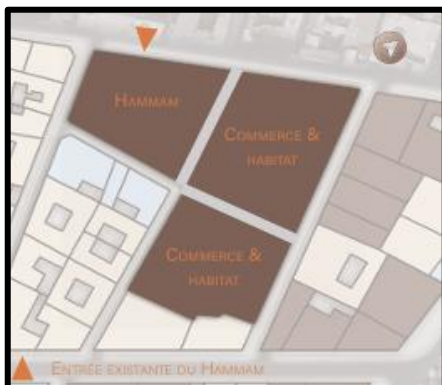 HAMMAM
COMMERCE &
HABITAT
COMMERCE &
HABITAT
ENTRÉE EXISTANTE DU HAMMAM